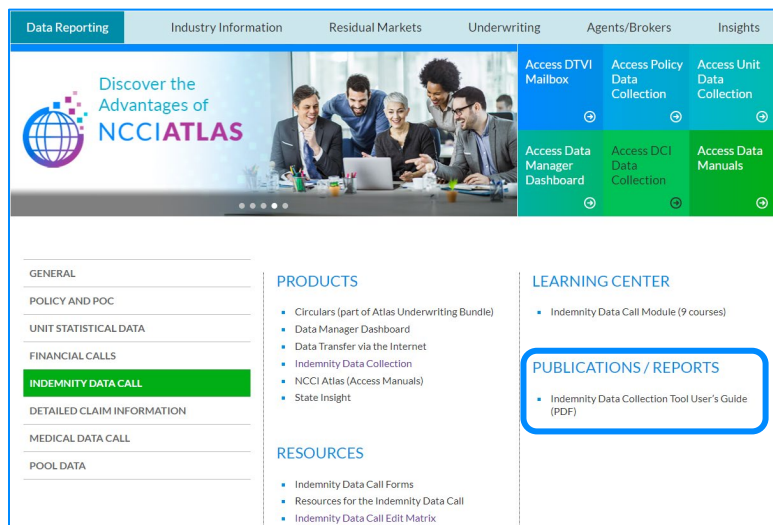 Data Reporting
Industry Information
Residual Markets
Underwriting
Agents/Brokers
Insights
Discover the
Advantages of
NCCIATLAS
Access DTVI
Mailbox
Access Policy
Data
Collection
Access Unit
Data
Collection
Access Data
Manager
Dashboard
Access DCI
Data
Collection
Access Data
Manuals
GENERAL
POLICY AND POC
UNIT STATISTICAL DATA
FINANCIAL CALLS
INDEMNITY DATA CALL
DETAILED CLAIM INFORMATION
MEDICAL DATA CALL
POOL DATA
PRODUCTS
Circulars (part of Atlas Underwriting Bundle)
Data Manager Dashboard
Data Transfer via the Internet
Indemnity Data Collection
NCCI Atlas (Access Manuals)
State Insight
RESOURCES
Indemnity Data Call Forms
Resources for the Indemnity Data Call
Indemnity Data Call Edit Matrix
LEARNING CENTER
Indemnity Data Call Module (9 courses)
PUBLICATIONS / REPORTS
Indemnity Data Collection Tool User's Guide
(PDF)